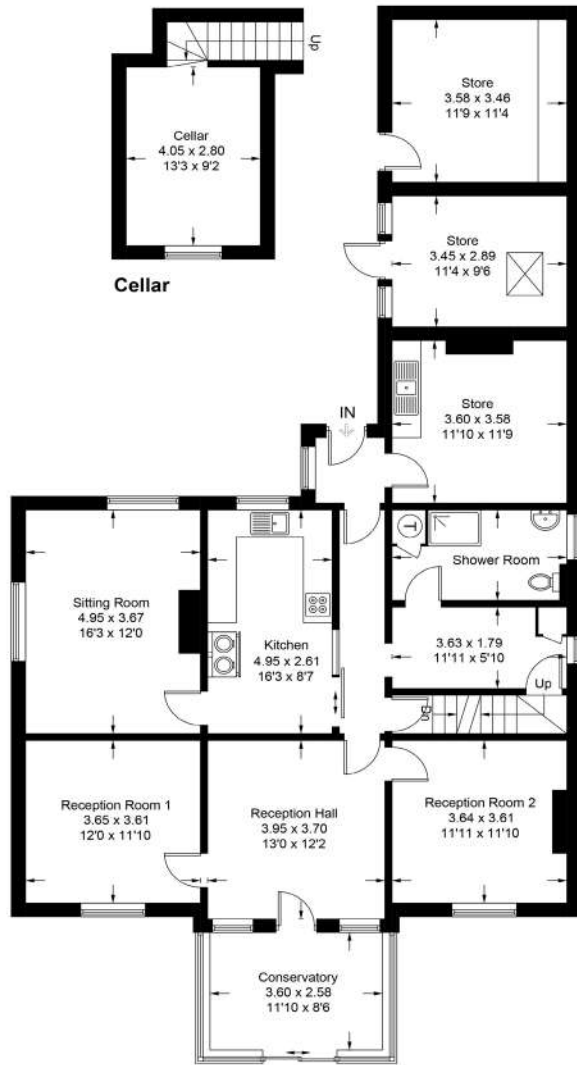 Up
Cellar
4.05 x 2.80
13'3 x 9'2
Cellar
Store
3.58 x 3.46
11'9 x 11'4
Store
3.45 x 2.89
11'4 x 9'6
Store
3.60 x 3.58
11'10 x 11'9
IN
T
Shower Room
Sitting Room
4.95 x 3.67
16'3 x 12'0
Kitchen
4.95 x 2.61
16'3 x 8'7
3.63 x 1.79
11'11 x 5'10
Up
Dn
Reception Room 1
3.65 x 3.61
12'0 x 11'10
Reception Hall
3.95 x 3.70
13'0 x 12'2
Reception Room 2
3.64 x 3.61
11'11 x 11'10
Conservatory
3.60 x 2.58
11'10 x 8'6